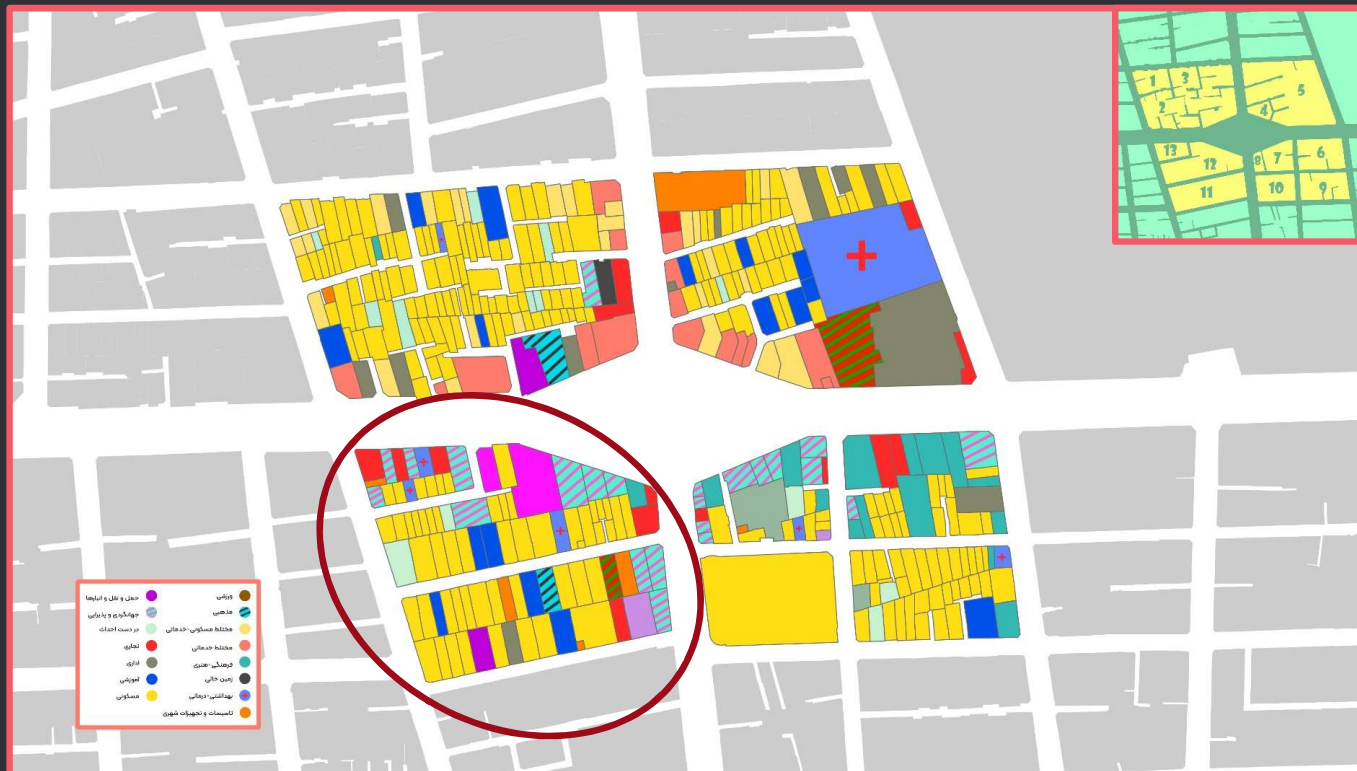 1
3
5
2
4
13
12
8
7
6
11
10
9
ورزشی
حمل و نقل و انبارها
مذهبی
جهانگردی و پذیرایی
مختلط مسکونی-خدماتی
در دست احداث
مختلط خدماتی
تجاری
فرهنگی-هنری
اداری
زمین خالی
آموزشی
بهداشتی-درمانی
مسکونی
تاسیسات و تجهیزات شهری